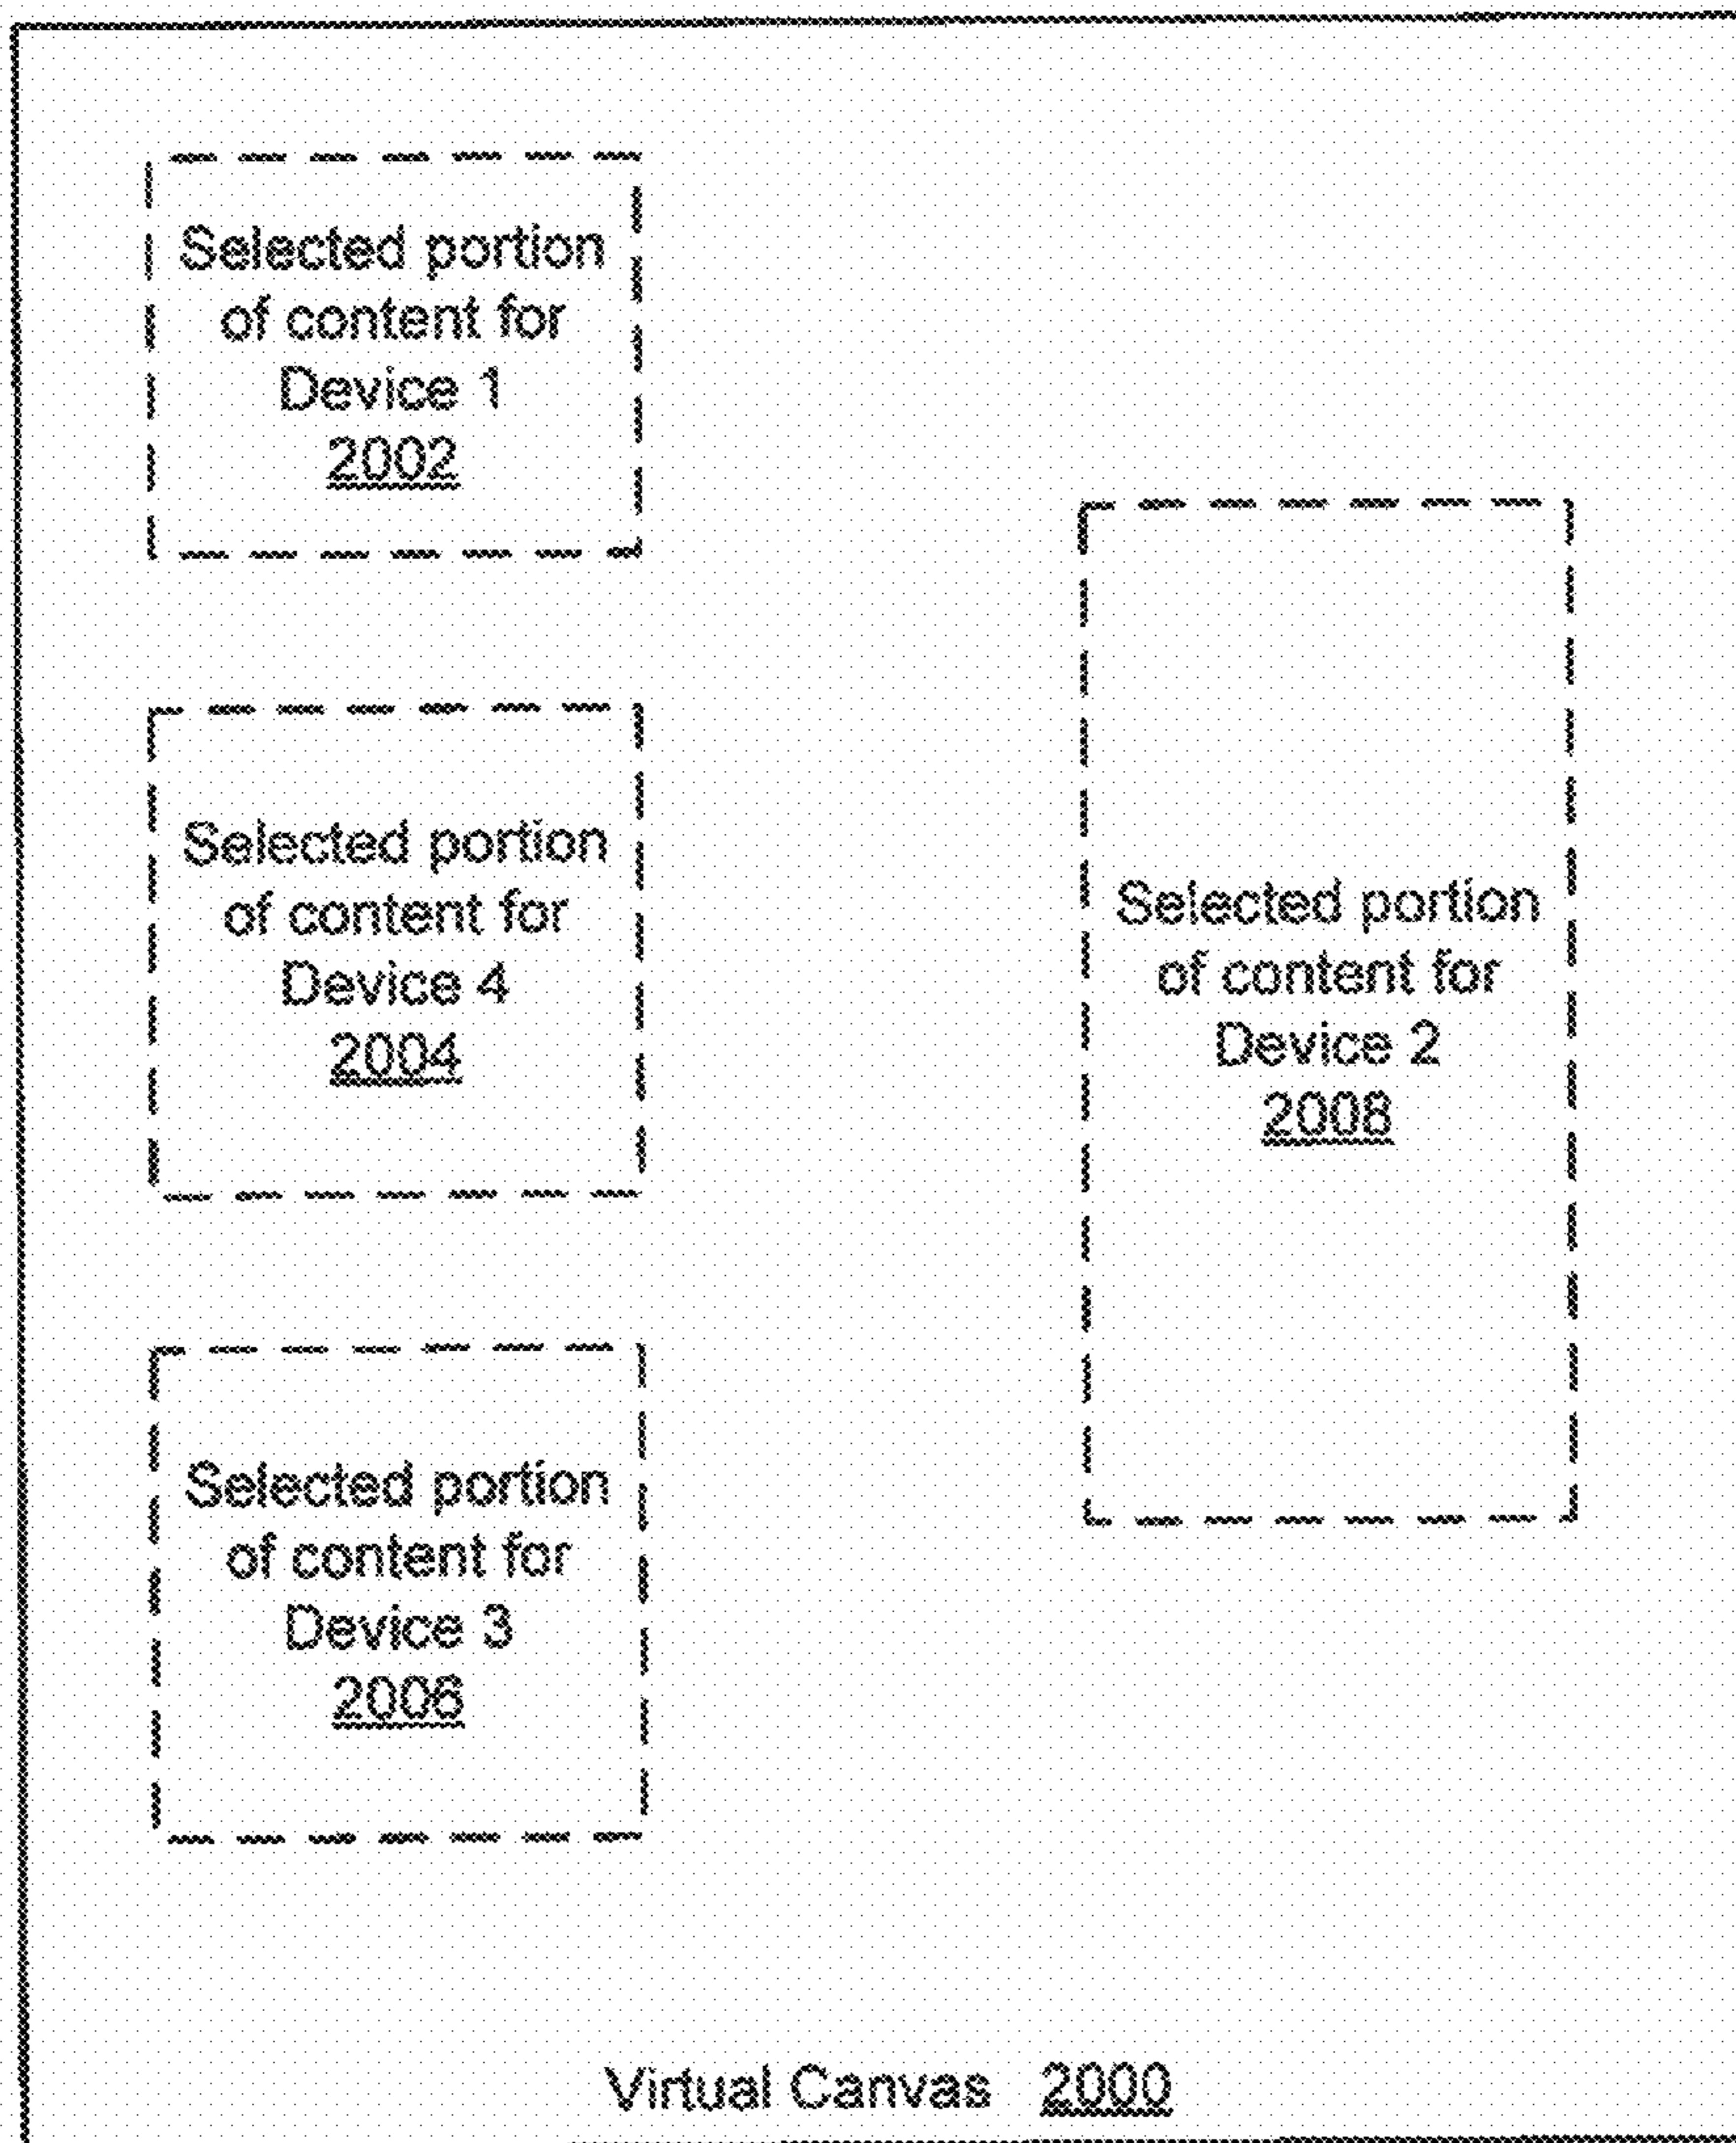 Selected portion
of content for
Device 1
2002
Selected portion
of content for
Device 4
2004
Selected portion
of content for
Device 3
2006
Selected portion
of content for
Device 2
2008
Virtual Canvas 2000